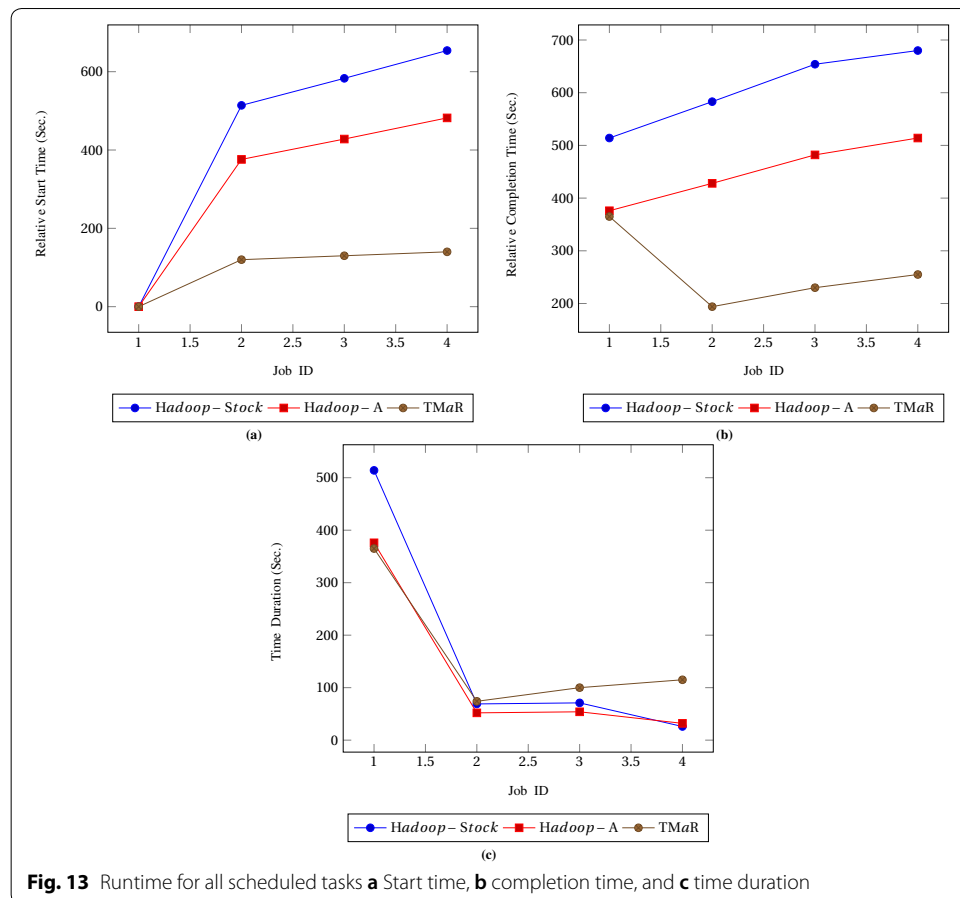 600
400
200
0
Relative Start Time (Sec.)
1 1.5 2 2.5 3 3.5 4
Job ID
Hadoop – Stock Hadoop – A TMaR
(a)
700
600
500
400
300
200
Relative Completion Time (Sec.)
1 1.5 2 2.5 3 3.5 4
Job ID
Hadoop – Stock Hadoop – A TMaR
(b)
500
400
300
200
100
0
Time Duration (Sec.)
1 1.5 2 2.5 3 3.5 4
Job ID
Hadoop – Stock Hadoop – A TMaR
(c)
Fig. 13 Runtime for all scheduled tasks a Start time, b completion time, and c time duration